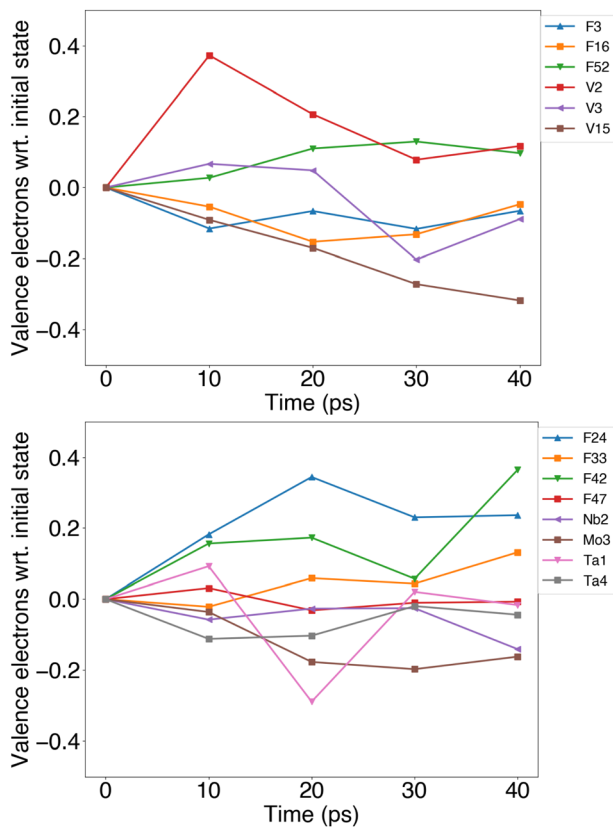 Valence electrons wrt. initial state
0.4
0.2
0.0
−0.2
−0.4
0 10 20 30 40
Time (ps)
F3
F16
F52
V2
V3
V15
Valence electrons wrt. initial state
0.4
0.2
0.0
−0.2
−0.4
0 10 20 30 40
Time (ps)
F24
F33
F42
F47
Nb2
Mo3
Ta1
Ta4